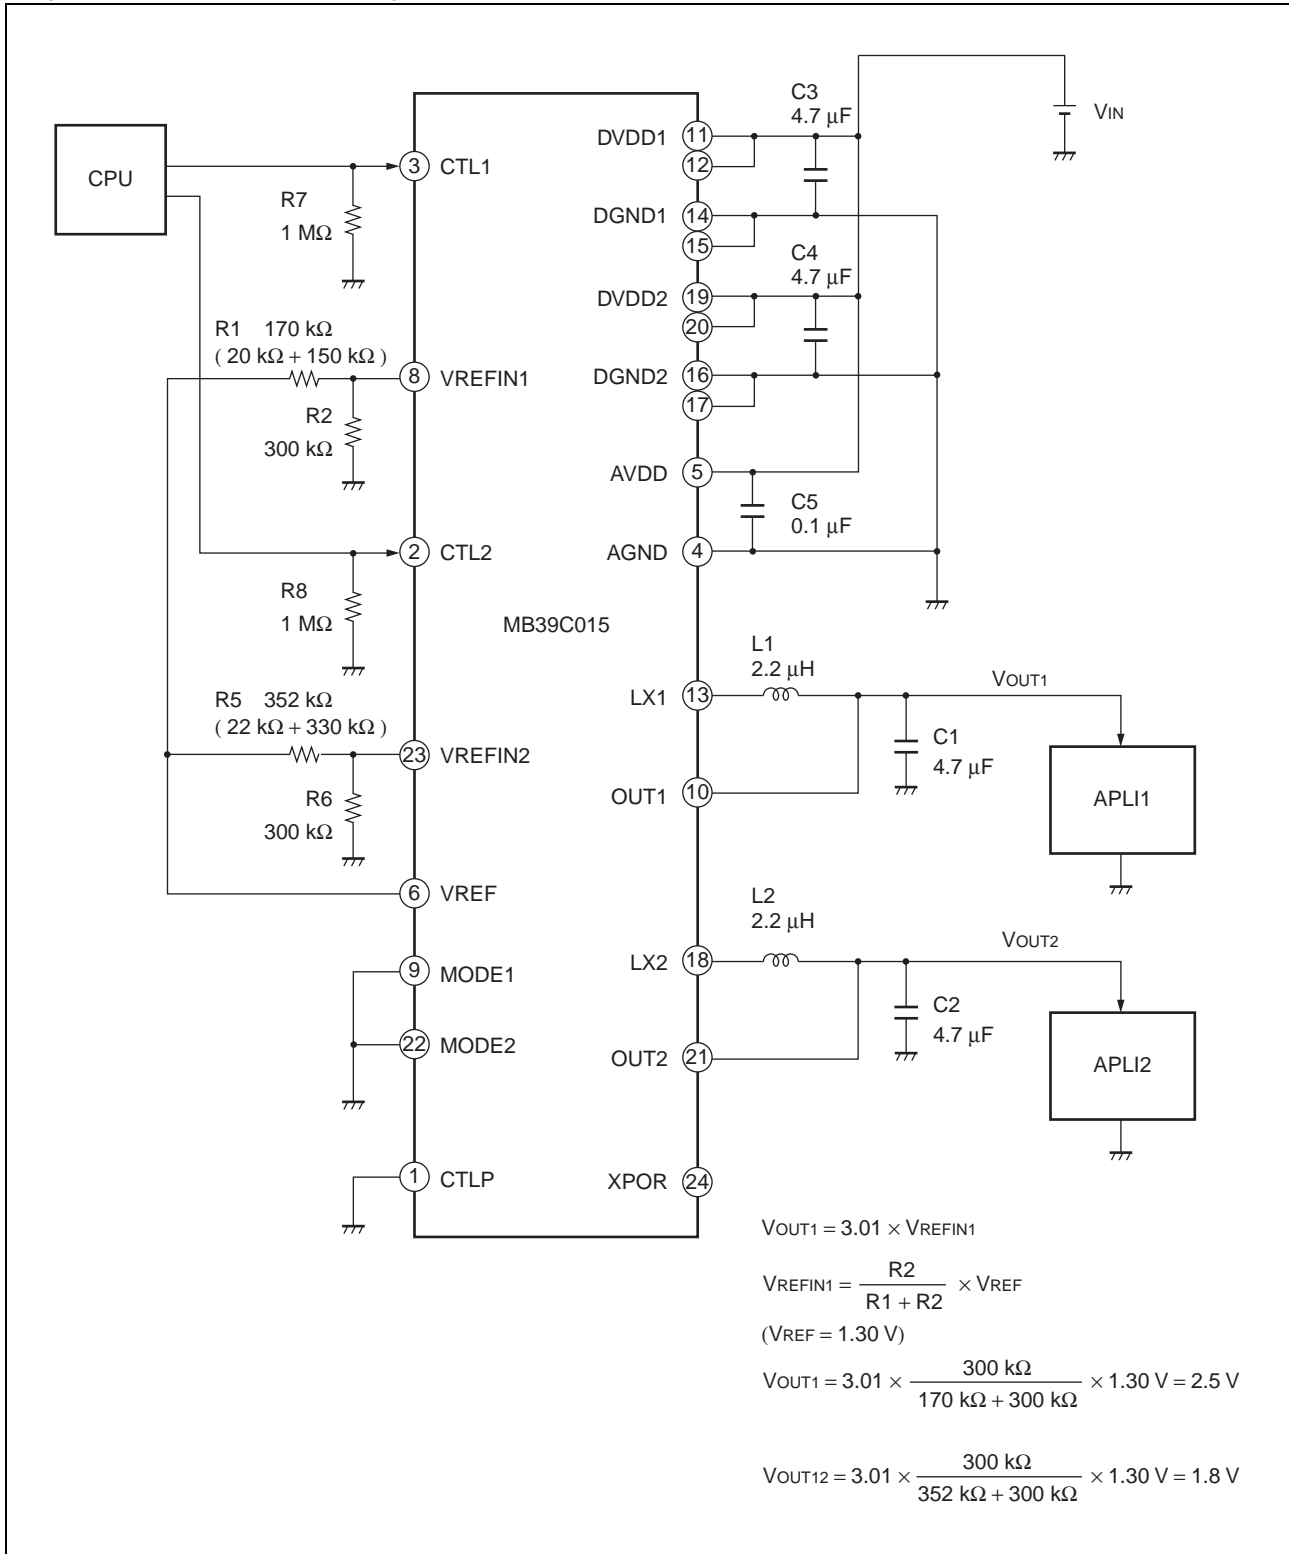 CPU
R7
1 MΩ
R1 170 kΩ
( 20 kΩ + 150 kΩ )
R2
300 kΩ
R8
1 MΩ
R5 352 kΩ
( 22 kΩ + 330 kΩ )
R6
300 kΩ
3 CTL1
8 VREFIN1
2 CTL2
23 VREFIN2
6 VREF
9 MODE1
22 MODE2
1 CTLP
MB39C015
DVDD1 11
12
DGND1 14
15
DVDD2 19
20
DGND2 16
17
AVDD 5
AGND 4
LX1 13
OUT1 10
LX2 18
OUT2 21
XPOR 24
C3
4.7 μF
C4
4.7 μF
C5
0.1 μF
VIN
L1
2.2 μH
VOUT1
C1
4.7 μF
APLI1
L2
2.2 μH
VOUT2
C2
4.7 μF
APLI2
VOUT1 = 3.01 × VREFIN1
VREFIN1 = R2 / R1 + R2 × VREF
(VREF = 1.30 V)
VOUT1 = 3.01 × 300 kΩ / 170 kΩ + 300 kΩ × 1.30 V = 2.5 V
VOUT12 = 3.01 × 300 kΩ / 352 kΩ + 300 kΩ × 1.30 V = 1.8 V